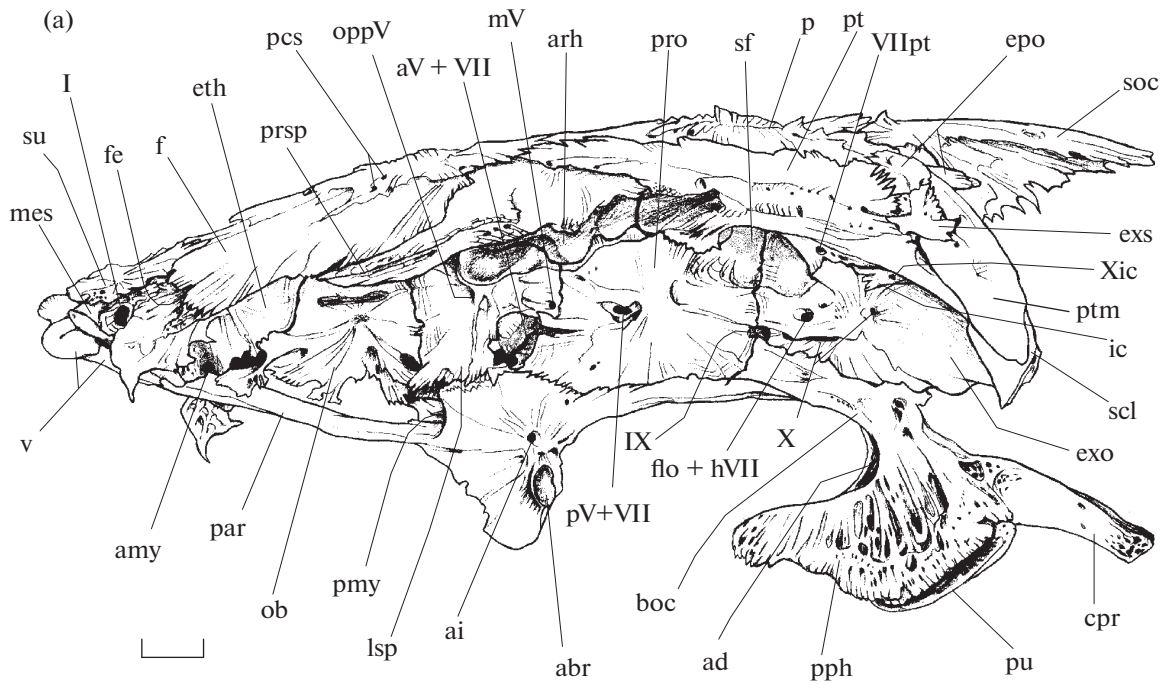 (a)
mV
pcs
oppV
arh
pro
sf
p
pt
VIIpt
epo
I
aV + VII
soc
eth
su
fe
f
prsp
mes
exs
Xic
ptm
ic
scl
v
IX
X
flo + hVII
exo
pV+VII
amy
par
pmy
ob
boc
cpr
lsp
ai
abr
ad
pph
pu